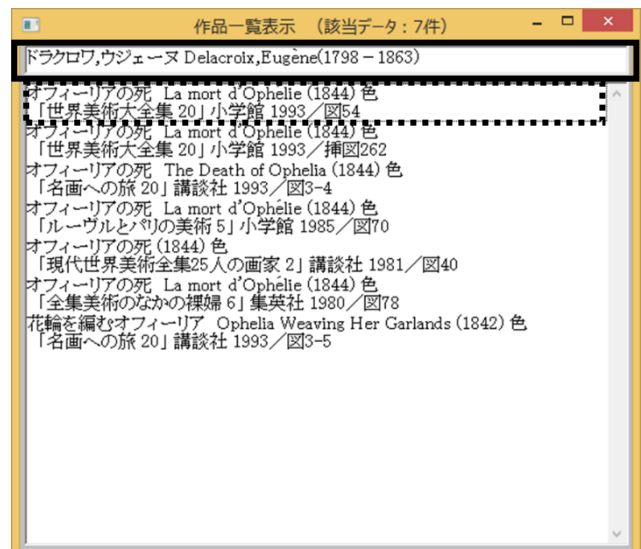 作品一覧表示 （該当データ：7件）
ドラクロワ,ウジェーヌ Delacroix,Eugène(1798－1863)
オフィーリアの死 La mort d'Ophélie (1844) 色
「世界美術大全集 20」 小学館 1993／図54
オフィーリアの死 La mort d'Ophélie (1844) 色
「世界美術大全集 20」 小学館 1993／挿図262
オフィーリアの死 The Death of Ophelia (1844) 色
「名画への旅 20」 講談社 1993／図3-4
オフィーリアの死 La mort d'Ophélie (1844) 色
「ルーヴルとパリの美術 5」 小学館 1985／図70
オフィーリアの死 (1844) 色
「現代世界美術全集25人の画家 2」 講談社 1981／図40
オフィーリアの死 La mort d'Ophélie (1844) 色
「全集美術のなかの裸婦 6」 集英社 1980／図78
花輪を編むオフィーリア Ophelia Weaving Her Garlands (1842) 色
「名画への旅 20」 講談社 1993／図3-5